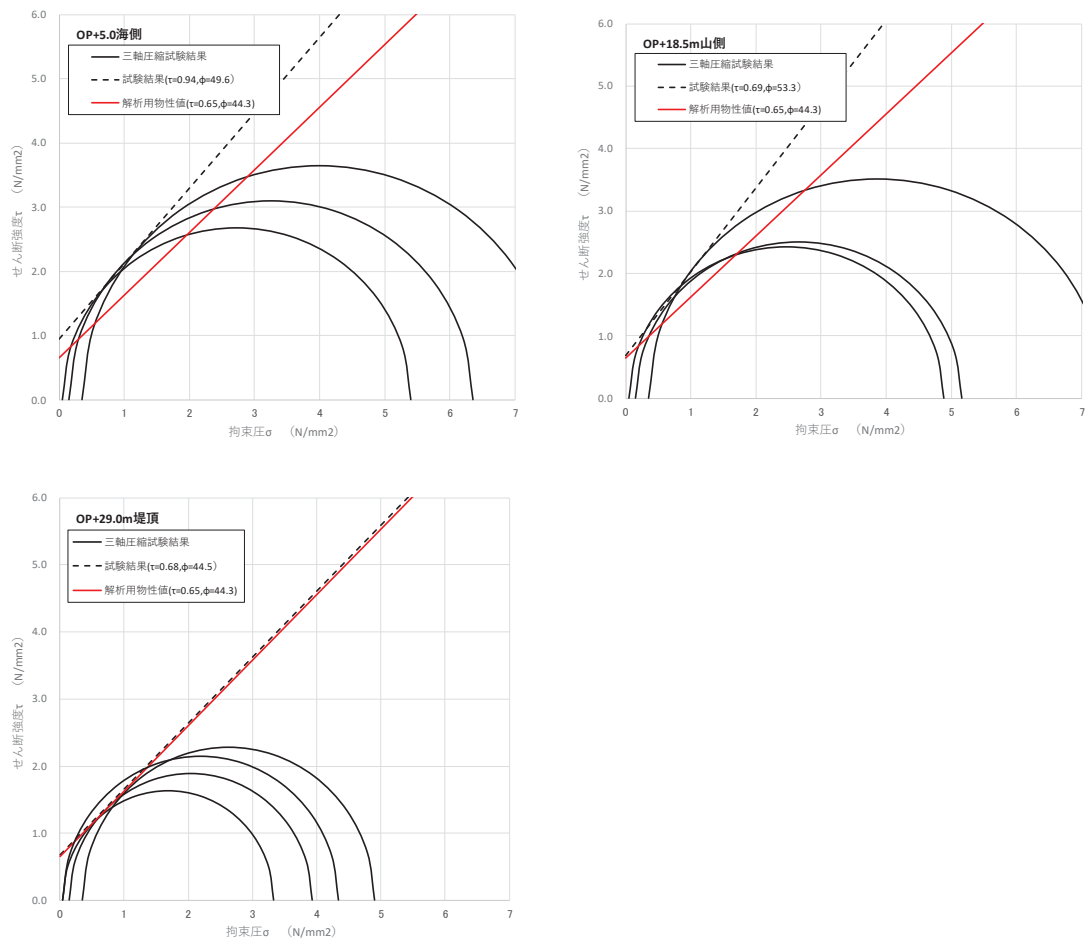 OP+5.0海側
三軸圧縮試験結果
試験結果(τ=0.94,ϕ=49.6)
解析用物性値(τ=0.65,ϕ=44.3)
せん断強度τ （N/mm2）
6.0
5.0
4.0
3.0
2.0
1.0
0.0
0 1 2 3 4 5 6 7
拘束圧σ （N/mm2）
OP+18.5m山側
三軸圧縮試験結果
試験結果(τ=0.69,ϕ=53.3)
解析用物性値(τ=0.65,ϕ=44.3)
せん断強度τ （N/mm2）
6.0
5.0
4.0
3.0
2.0
1.0
0.0
0 1 2 3 4 5 6 7
拘束圧σ （N/mm2）
OP+29.0m堤頂
三軸圧縮試験結果
試験結果(τ=0.68,ϕ=44.5)
解析用物性値(τ=0.65,ϕ=44.3)
せん断強度τ （N/mm2）
6.0
5.0
4.0
3.0
2.0
1.0
0.0
0 1 2 3 4 5 6 7
拘束圧σ （N/mm2）